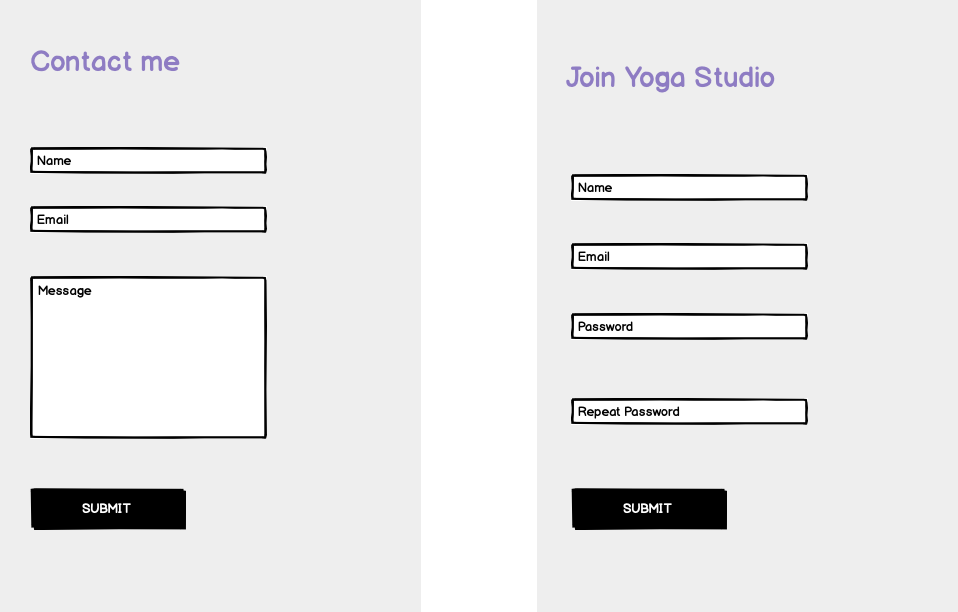 Contact me
Name
Email
Message
SUBMIT
Join Yoga Studio
Name
Email
Password
Repeat Password
SUBMIT